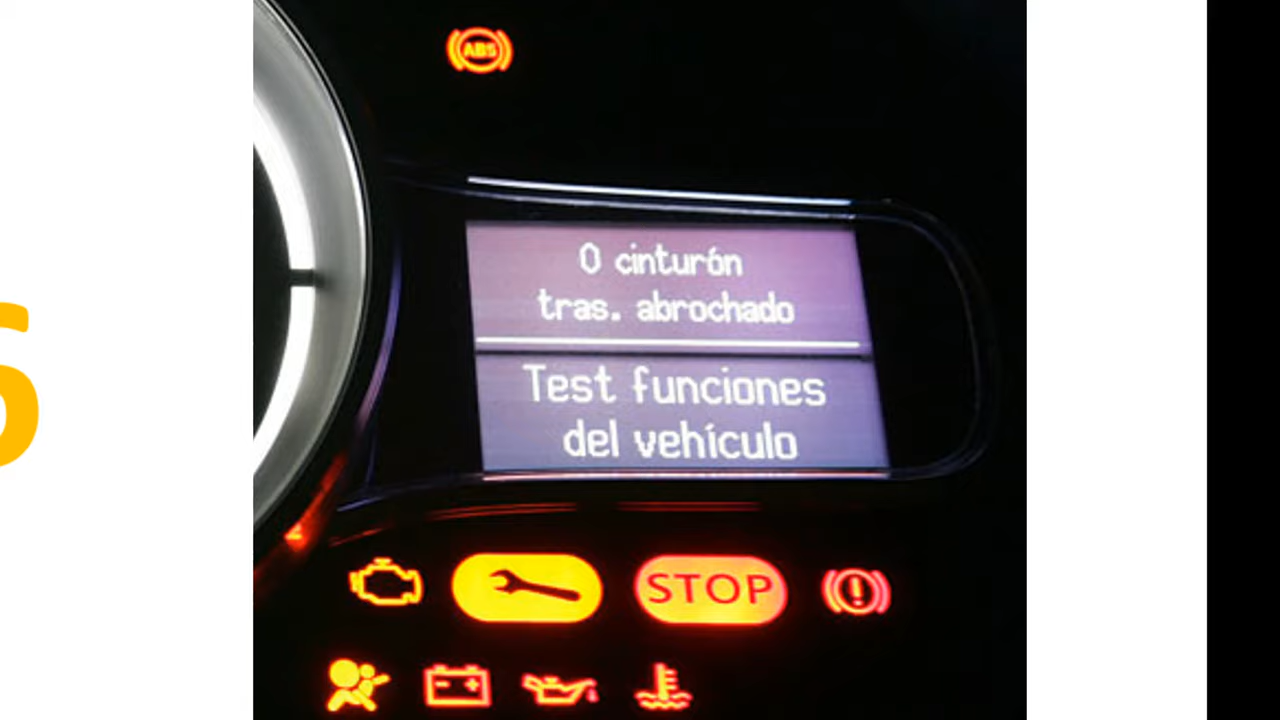 ABS
0 cinturón
tras. abrochado
Test funciones
del vehículo
STOP